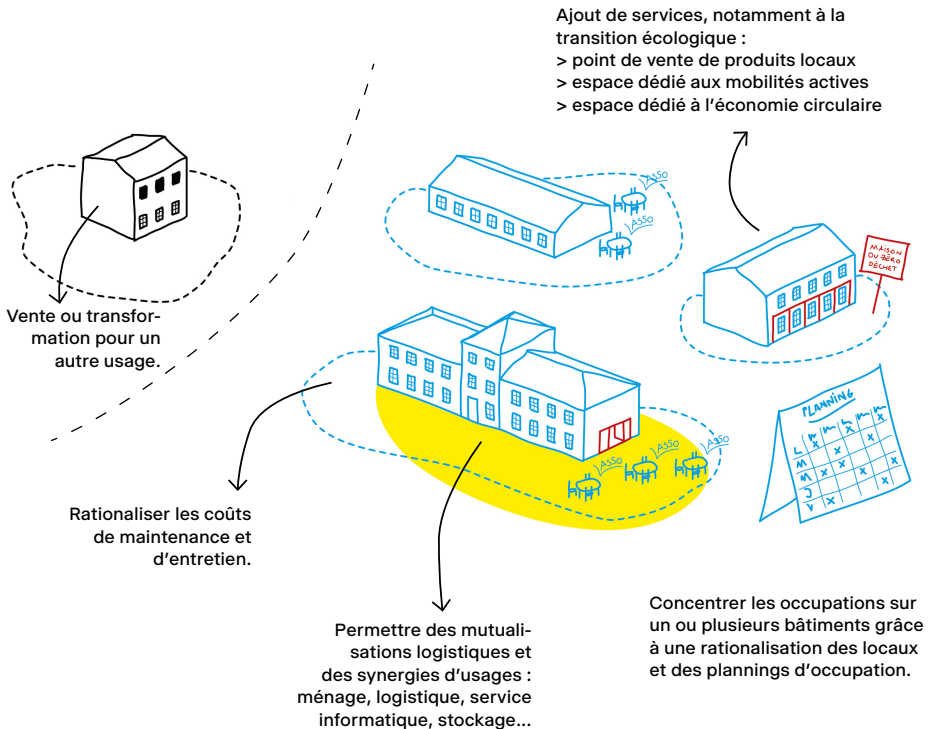 Ajout de services, notamment à la
transition écologique :
> point de vente de produits locaux
> espace dédié aux mobilités actives
> espace dédié à l'économie circulaire
ASSO
ASSO
MAISON
DU ZÉRO
DÉCHET
Vente ou transfor-
mation pour un
autre usage.
PLANNING
L
M
M
J
V
ASSO
ASSO
ASSO
Rationaliser les coûts
de maintenance et
d'entretien.
Permettre des mutuali-
sations logistiques et
des synergies d'usages :
ménage, logistique, service
informatique, stockage...
Concentrer les occupations sur
un ou plusieurs bâtiments grâce
à une rationalisation des locaux
et des plannings d'occupation.